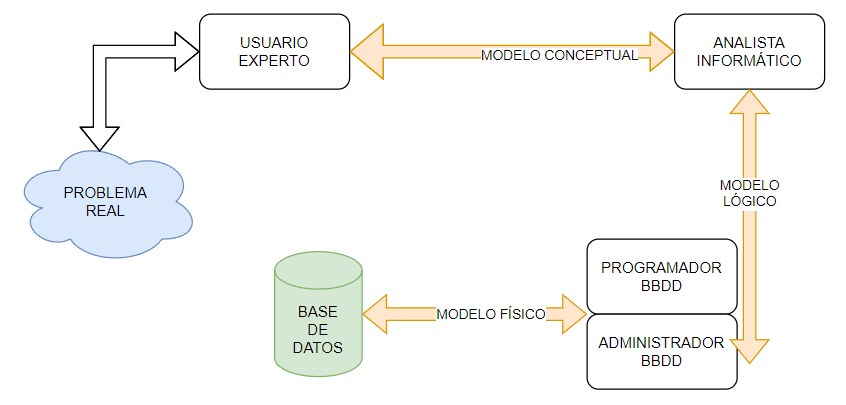 USUARIO
EXPERTO
MODELO CONCEPTUAL
ANALISTA
INFORMÁTICO
PROBLEMA
REAL
MODELO
LÓGICO
BASE
DE
DATOS
MODELO FÍSICO
PROGRAMADOR
BBDD
ADMINISTRADOR
BBDD